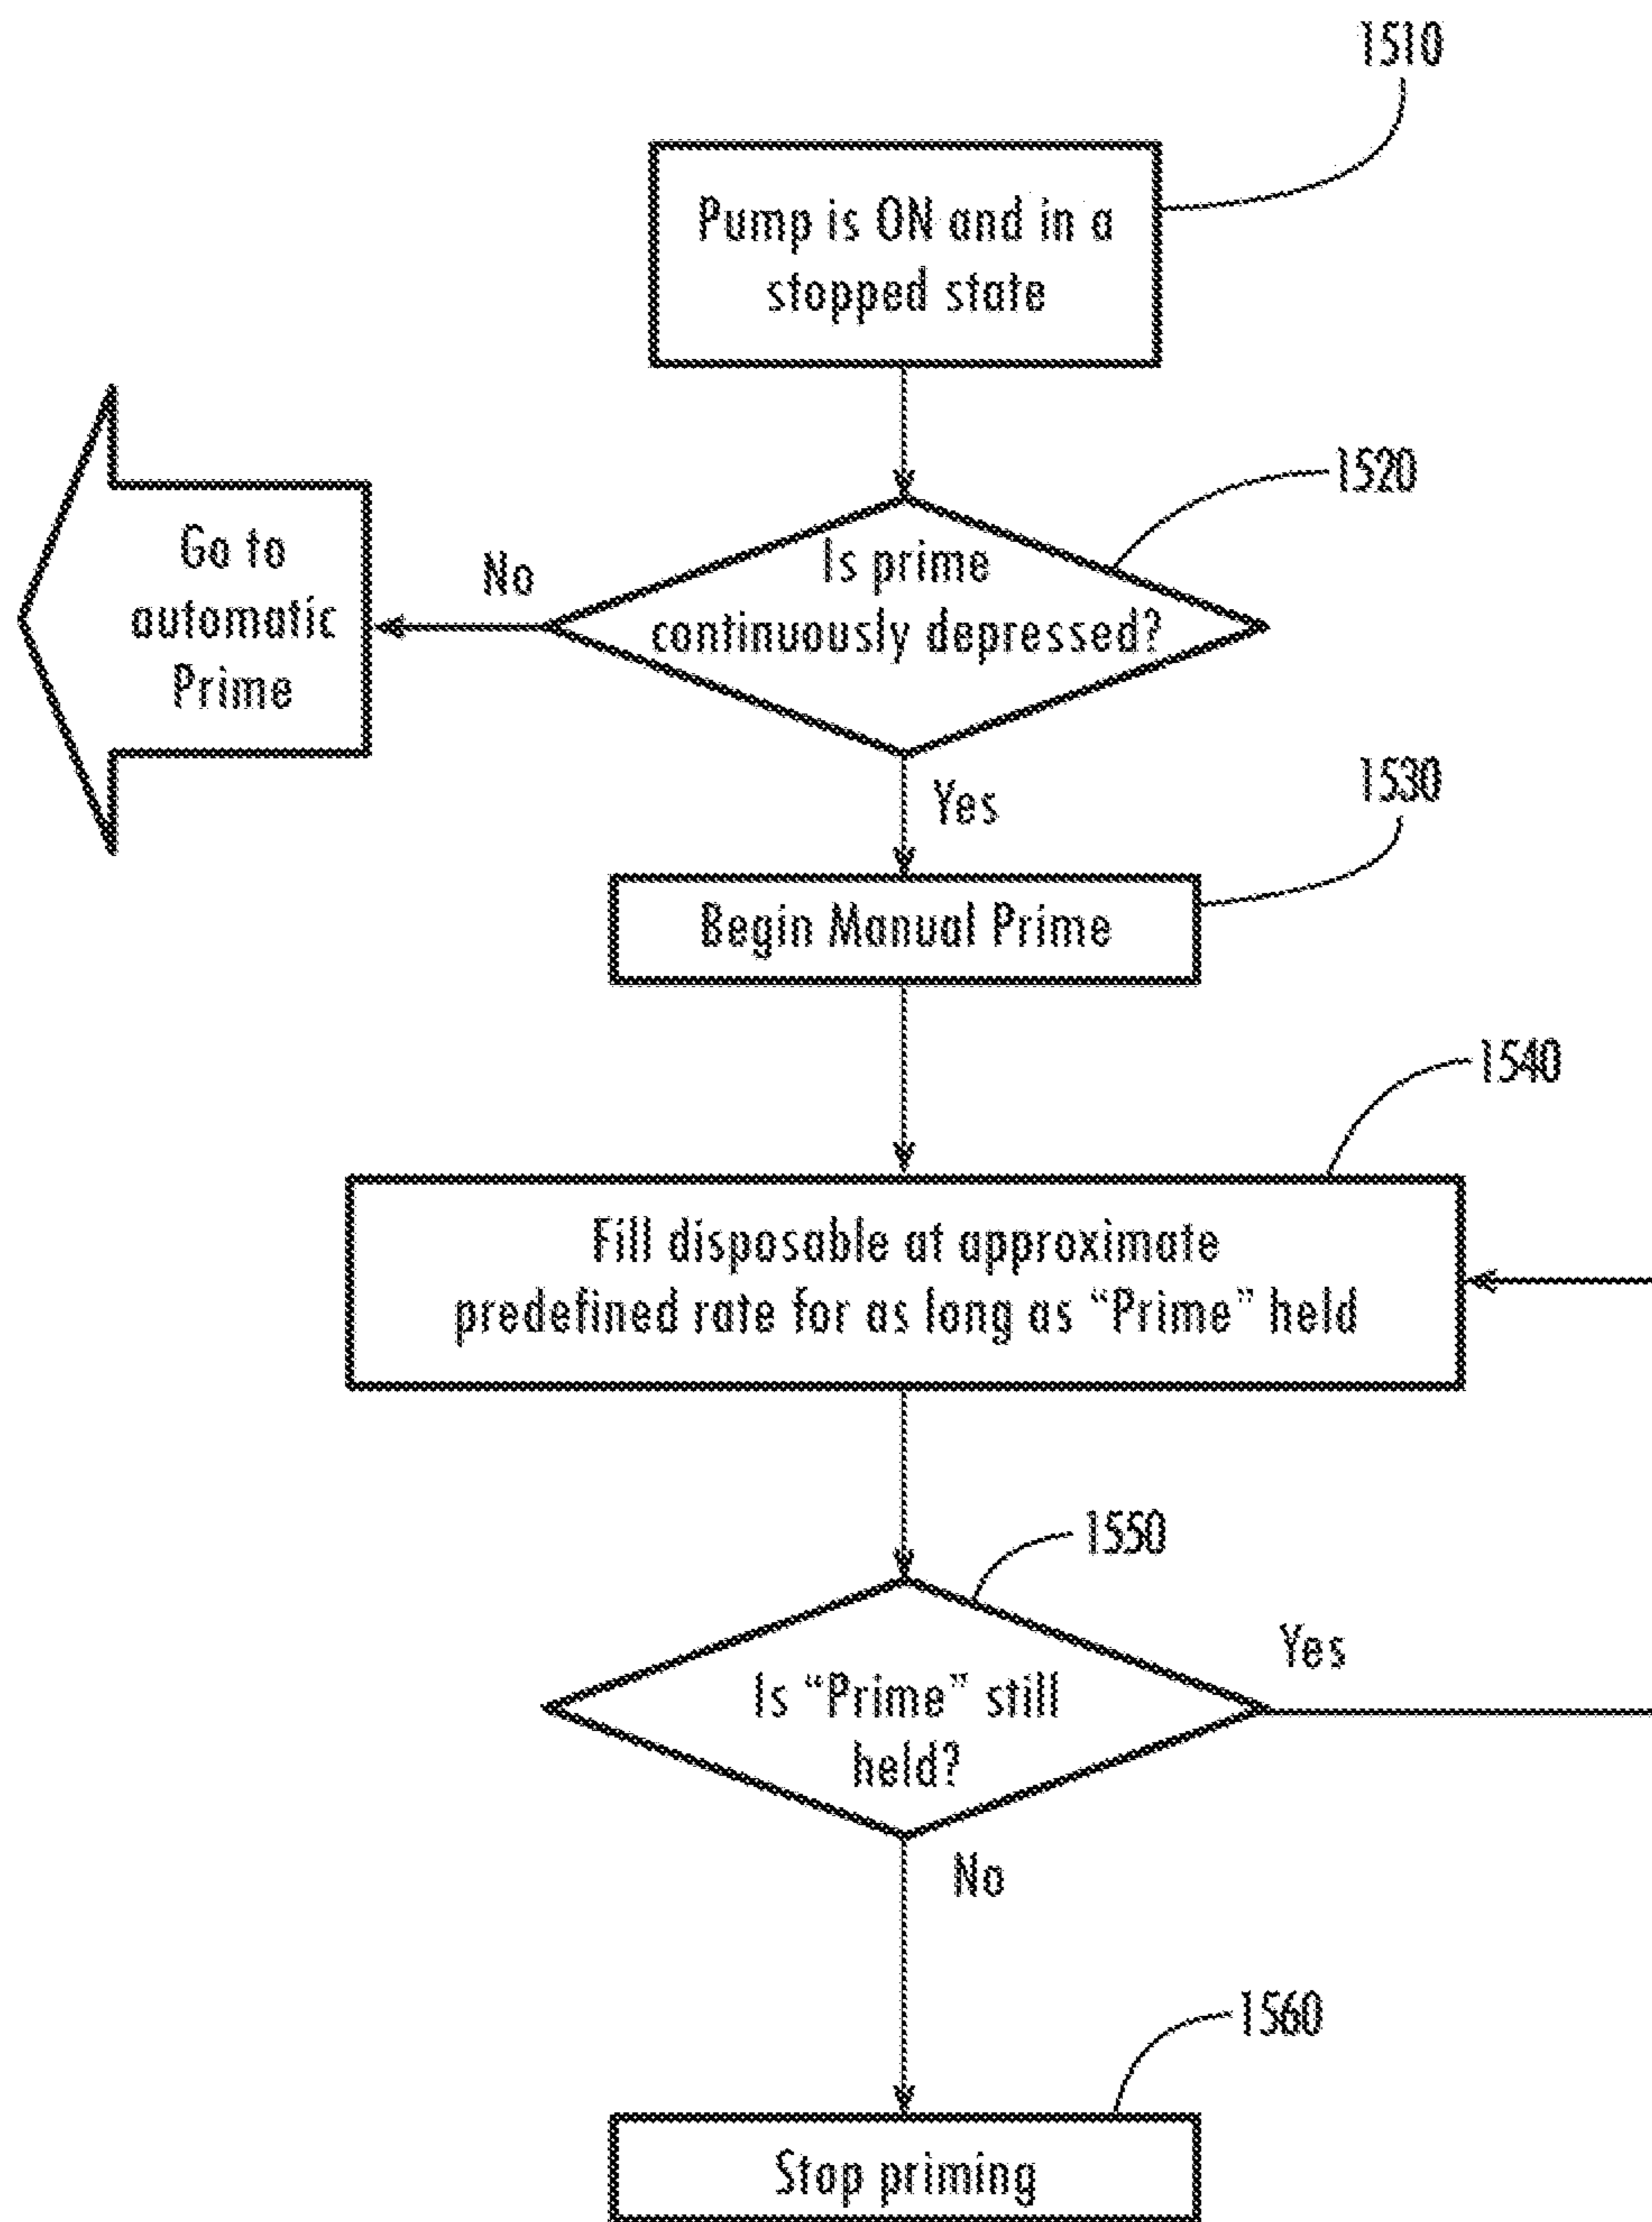 1510
Pump is ON and in a
stopped state
1520
Is prime
continuously depressed?
No
Go to
automatic
Prime
Yes
1530
Begin Manual Prime
1540
Fill disposable at approximate
predefined rate for as long as “Prime” held
1550
Is “Prime” still
held?
Yes
No
1560
Stop priming